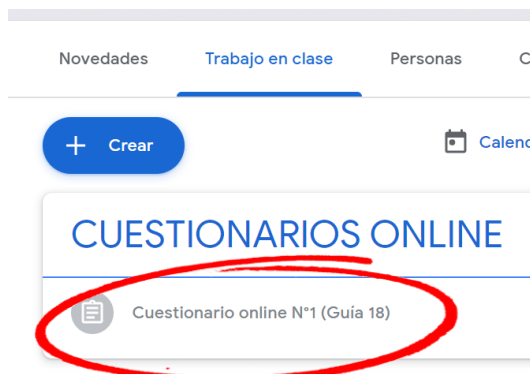 Novedades Trabajo en clase Personas C
+ Crear Calen
CUESTIONARIOS ONLINE
Cuestionario online N°1 (Guía 18)